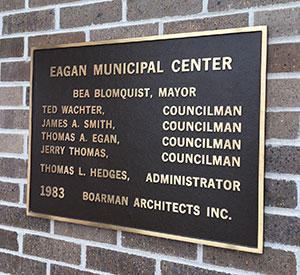 EAGAN MUNICIPAL CENTER
BEA BLOMQUIST, MAYOR
TED WACHTER, COUNCILMAN
JAMES A. SMITH, COUNCILMAN
THOMAS A. EGAN, COUNCILMAN
JERRY THOMAS, COUNCILMAN
THOMAS L. HEDGES, ADMINISTRATOR
1983 BOARMAN ARCHITECTS INC.